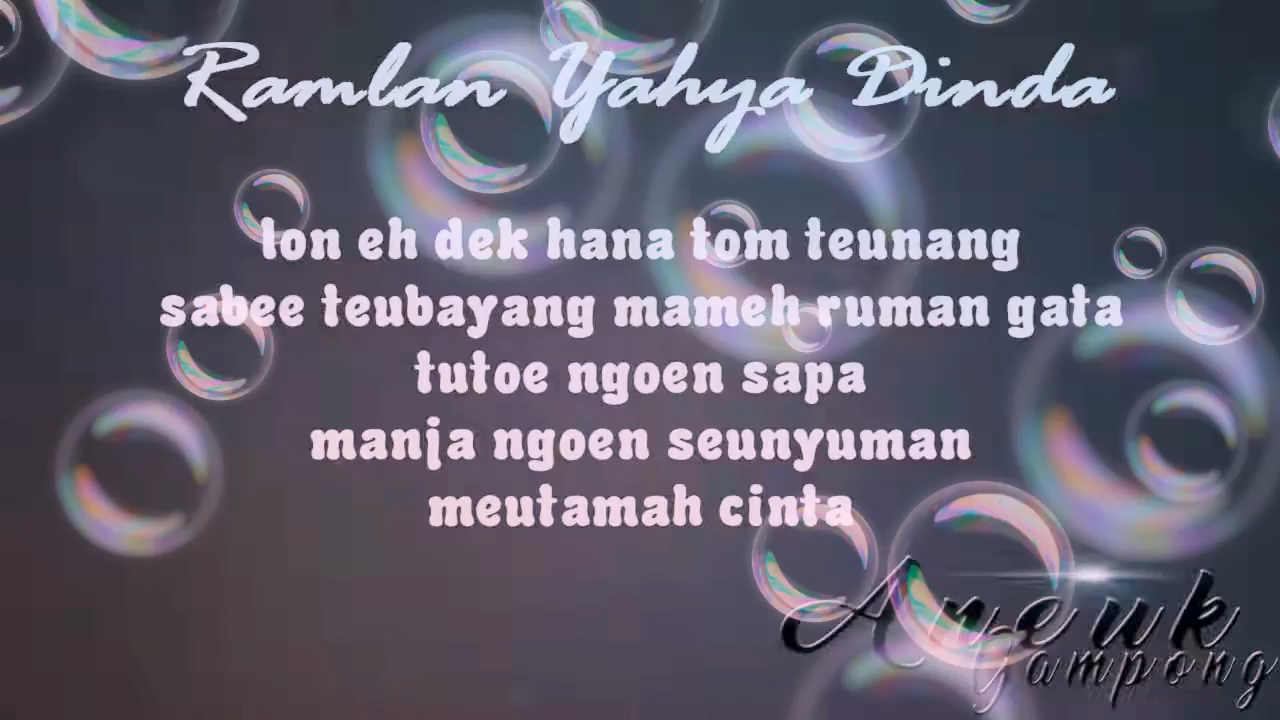 Ramlan Yahya Dinda
lon eh dek hana tom teunang
sabee teubayang mameh ruman gata
tutoe ngoen sapa
manja ngoen seunyuman
meutamah cinta
Aneuk
Gampong